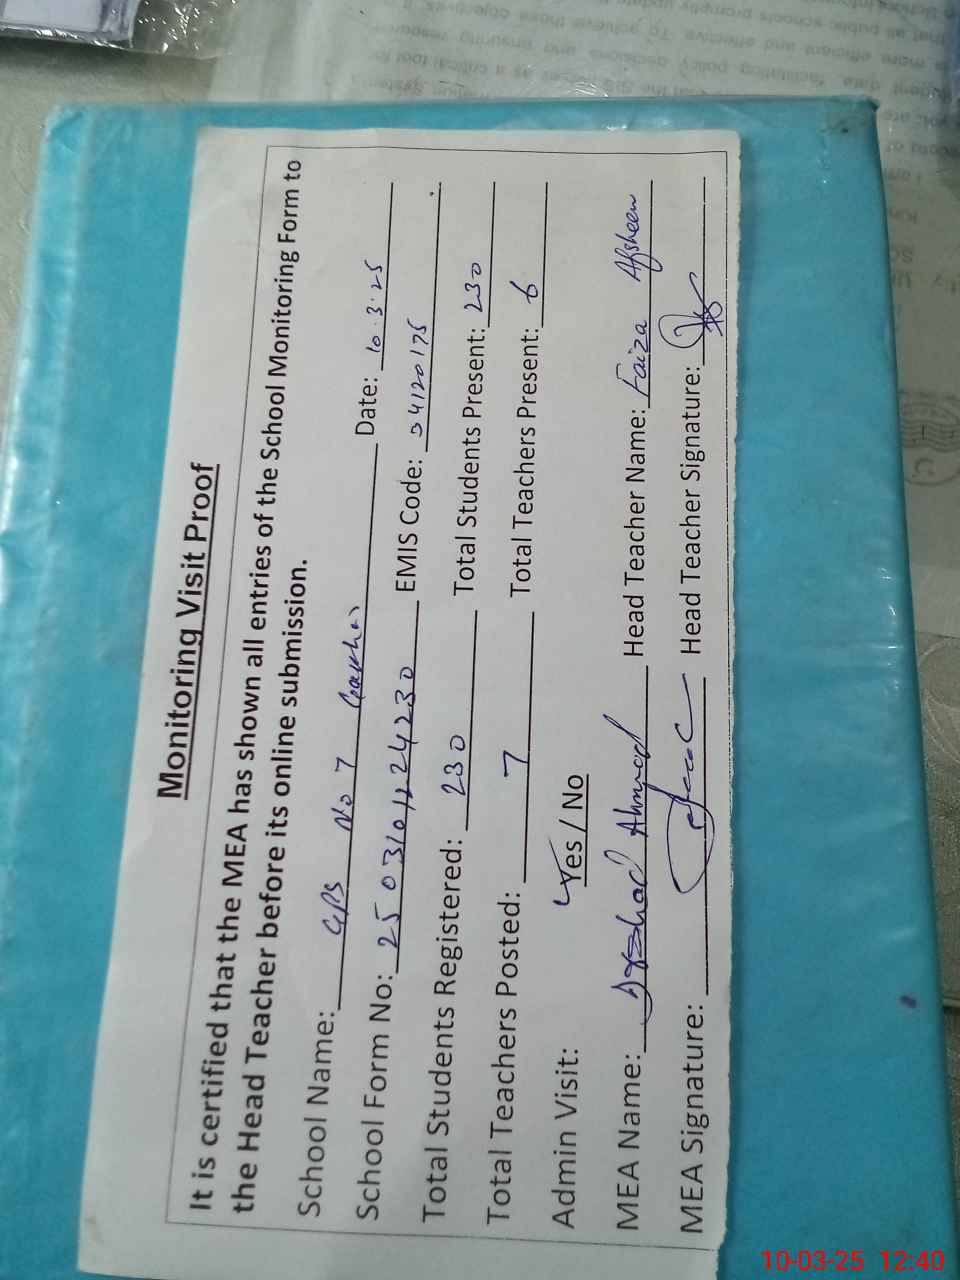 Monitoring Visit Proof
It is certified that the MEA has shown all entries of the School Monitoring Form to
the Head Teacher before its online submission.
School Name: GPS No 7 Date: 10.3.25
School Form No: 2503101124230 EMIS Code: 34120175
Total Students Registered: 230 Total Students Present: 230
Total Teachers Posted: 7 Total Teachers Present: 6
Admin Visit: Yes / No
MEA Name: Ahmad Head Teacher Name: Faiza Afsheen
MEA Signature: Head Teacher Signature:
10-03-25 12:40